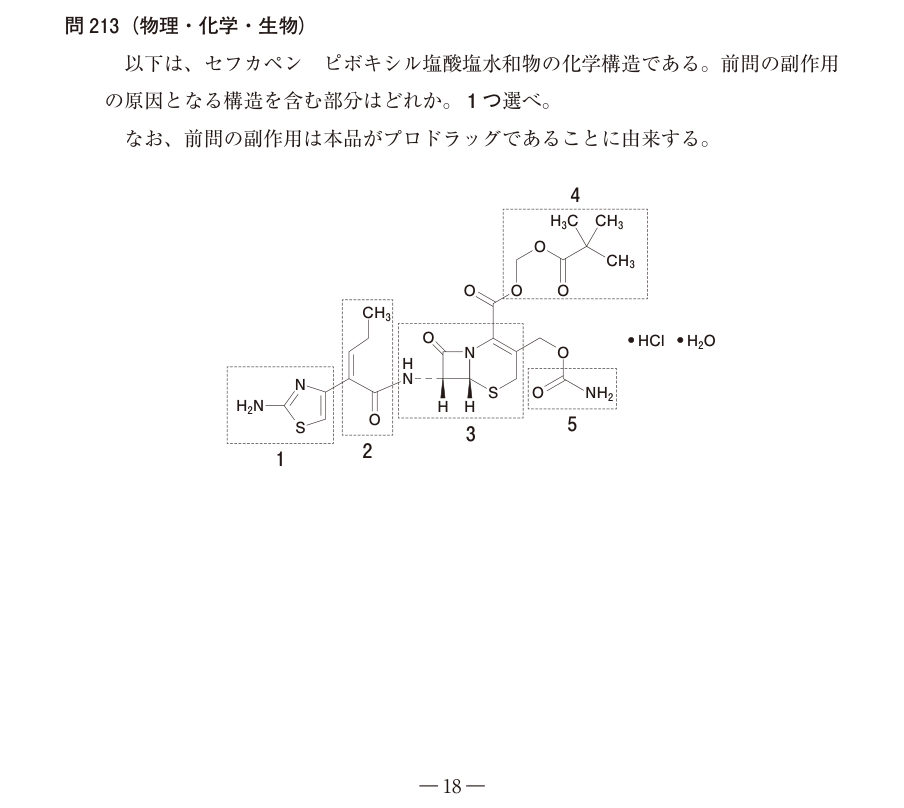 問 213（物理・化学・生物）
以下は、セフカペン　ピボキシル塩酸塩水和物の化学構造である。前問の副作用
の原因となる構造を含む部分はどれか。１つ選べ。
なお、前問の副作用は本品がプロドラッグであることに由来する。
4
H₃C CH₃
O
CH₃
O O O
CH₃
O N O
•HCl •H₂O
H
N N
H₂N O NH₂
S O H H S
5
3
2
1
— 18 —